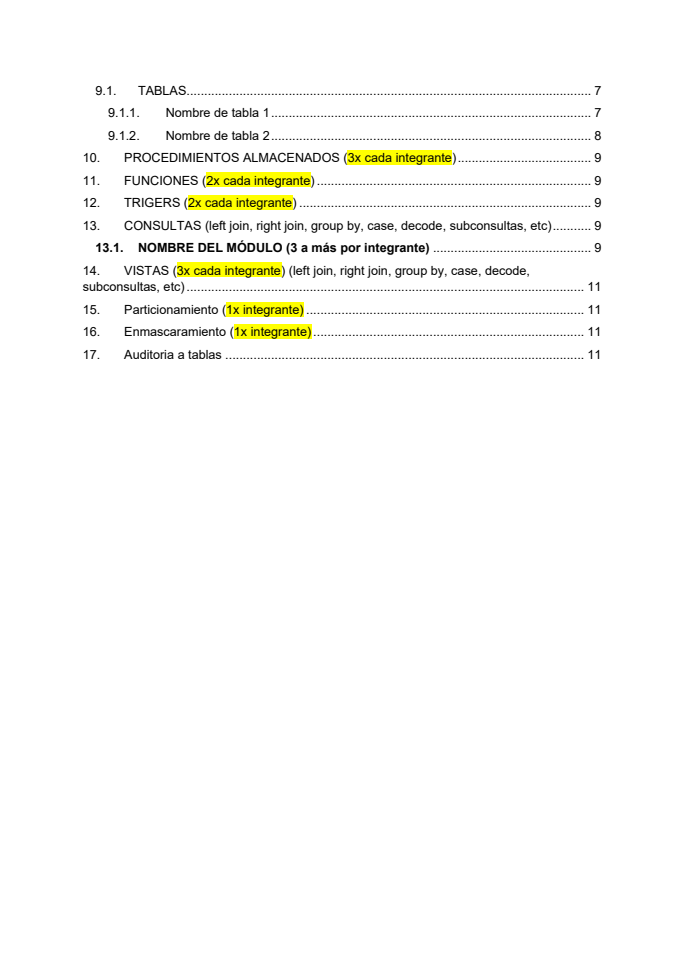 9.1. TABLAS.................................................................................................................... 7
9.1.1. Nombre de tabla 1........................................................................................... 7
9.1.2. Nombre de tabla 2........................................................................................... 8
10. PROCEDIMIENTOS ALMACENADOS (3x cada integrante)...................................... 9
11. FUNCIONES (2x cada integrante).............................................................................. 9
12. TRIGERS (2x cada integrante)................................................................................... 9
13. CONSULTAS (left join, right join, group by, case, decode, subconsultas, etc)........... 9
13.1. NOMBRE DEL MÓDULO (3 a más por integrante) ............................................. 9
14. VISTAS (3x cada integrante) (left join, right join, group by, case, decode,
subconsultas, etc)................................................................................................................. 11
15. Particionamiento (1x integrante) ............................................................................... 11
16. Enmascaramiento (1x integrante)............................................................................. 11
17. Auditoria a tablas ...................................................................................................... 11